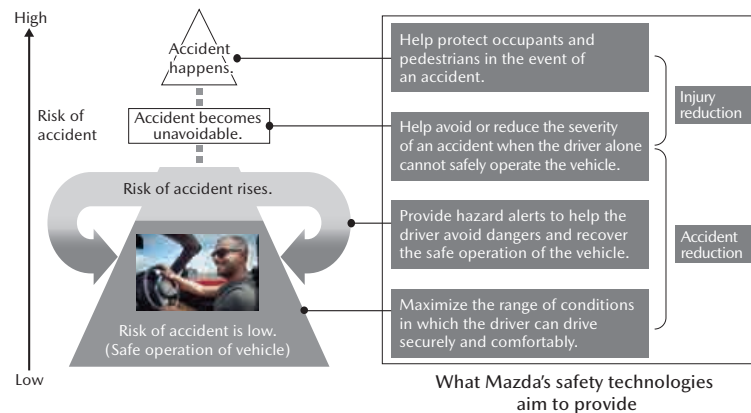 High
Risk of
accident
Low
Accident
happens.
Accident becomes
unavoidable.
Risk of accident rises.
Risk of accident is low.
(Safe operation of vehicle)
Help protect occupants and
pedestrians in the event of
an accident.
Help avoid or reduce the severity
of an accident when the driver alone
cannot safely operate the vehicle.
Provide hazard alerts to help the
driver avoid dangers and recover
the safe operation of the vehicle.
Maximize the range of conditions
in which the driver can drive
securely and comfortably.
Injury
reduction
Accident
reduction
What Mazda’s safety technologies
aim to provide